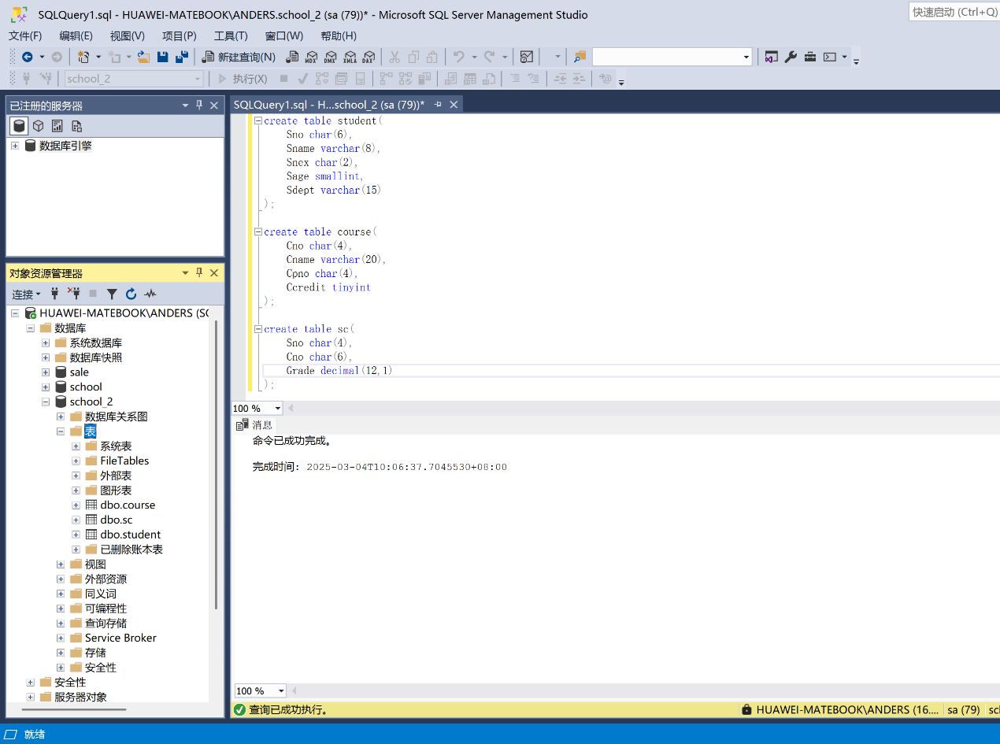 SQLQuery1.sql - HUAWEI-MATEBOOK\ANDERS.school_2 (sa (79))* - Microsoft SQL Server Management Studio
快速启动 (Ctrl+Q)
文件(F) 编辑(E) 视图(V) 项目(P) 工具(T) 窗口(W) 帮助(H)
新建查询(N) MDX DMX XMLA DAX
school_2 执行(X)
已注册的服务器
数据库引擎
对象资源管理器
连接
HUAWEI-MATEBOOK\ANDERS (SQ
数据库
系统数据库
数据库快照
sale
school
school_2
数据库关系图
表
系统表
FileTables
外部表
图形表
dbo.course
dbo.sc
dbo.student
已删除账本表
视图
外部资源
同义词
可编程性
查询存储
Service Broker
存储
安全性
安全性
服务器对象
SQLQuery1.sql - H...school_2 (sa (79))*
create table student(
Sno char(6),
Sname varchar(8),
Snex char(2),
Sage smallint,
Sdept varchar(15)
);
create table course(
Cno char(4),
Cname varchar(20),
Cpno char(4),
Ccredit tinyint
);
create table sc(
Sno char(4),
Cno char(6),
Grade decimal(12,1)
);
100 %
消息
命令已成功完成。
完成时间: 2025-03-04T10:06:37.7045530+08:00
100 %
查询已成功执行。 HUAWEI-MATEBOOK\ANDERS (16.... sa (79) scl
就绪